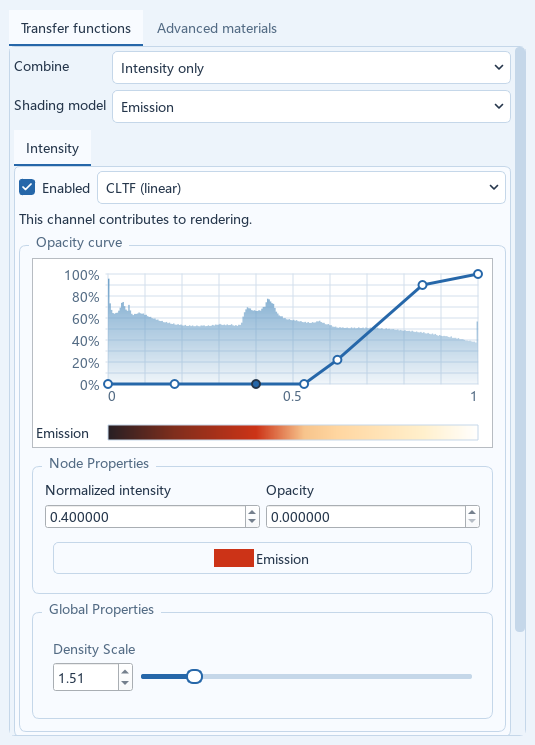 Transfer functions Advanced materials
Combine Intensity only
Shading model Emission
Intensity
Enabled CLTF (linear)
This channel contributes to rendering.
Opacity curve
100%
80%
60%
40%
20%
0%
0 0.5 1
Emission
Node Properties
Normalized intensity Opacity
0.400000 0.000000
Emission
Global Properties
Density Scale
1.51